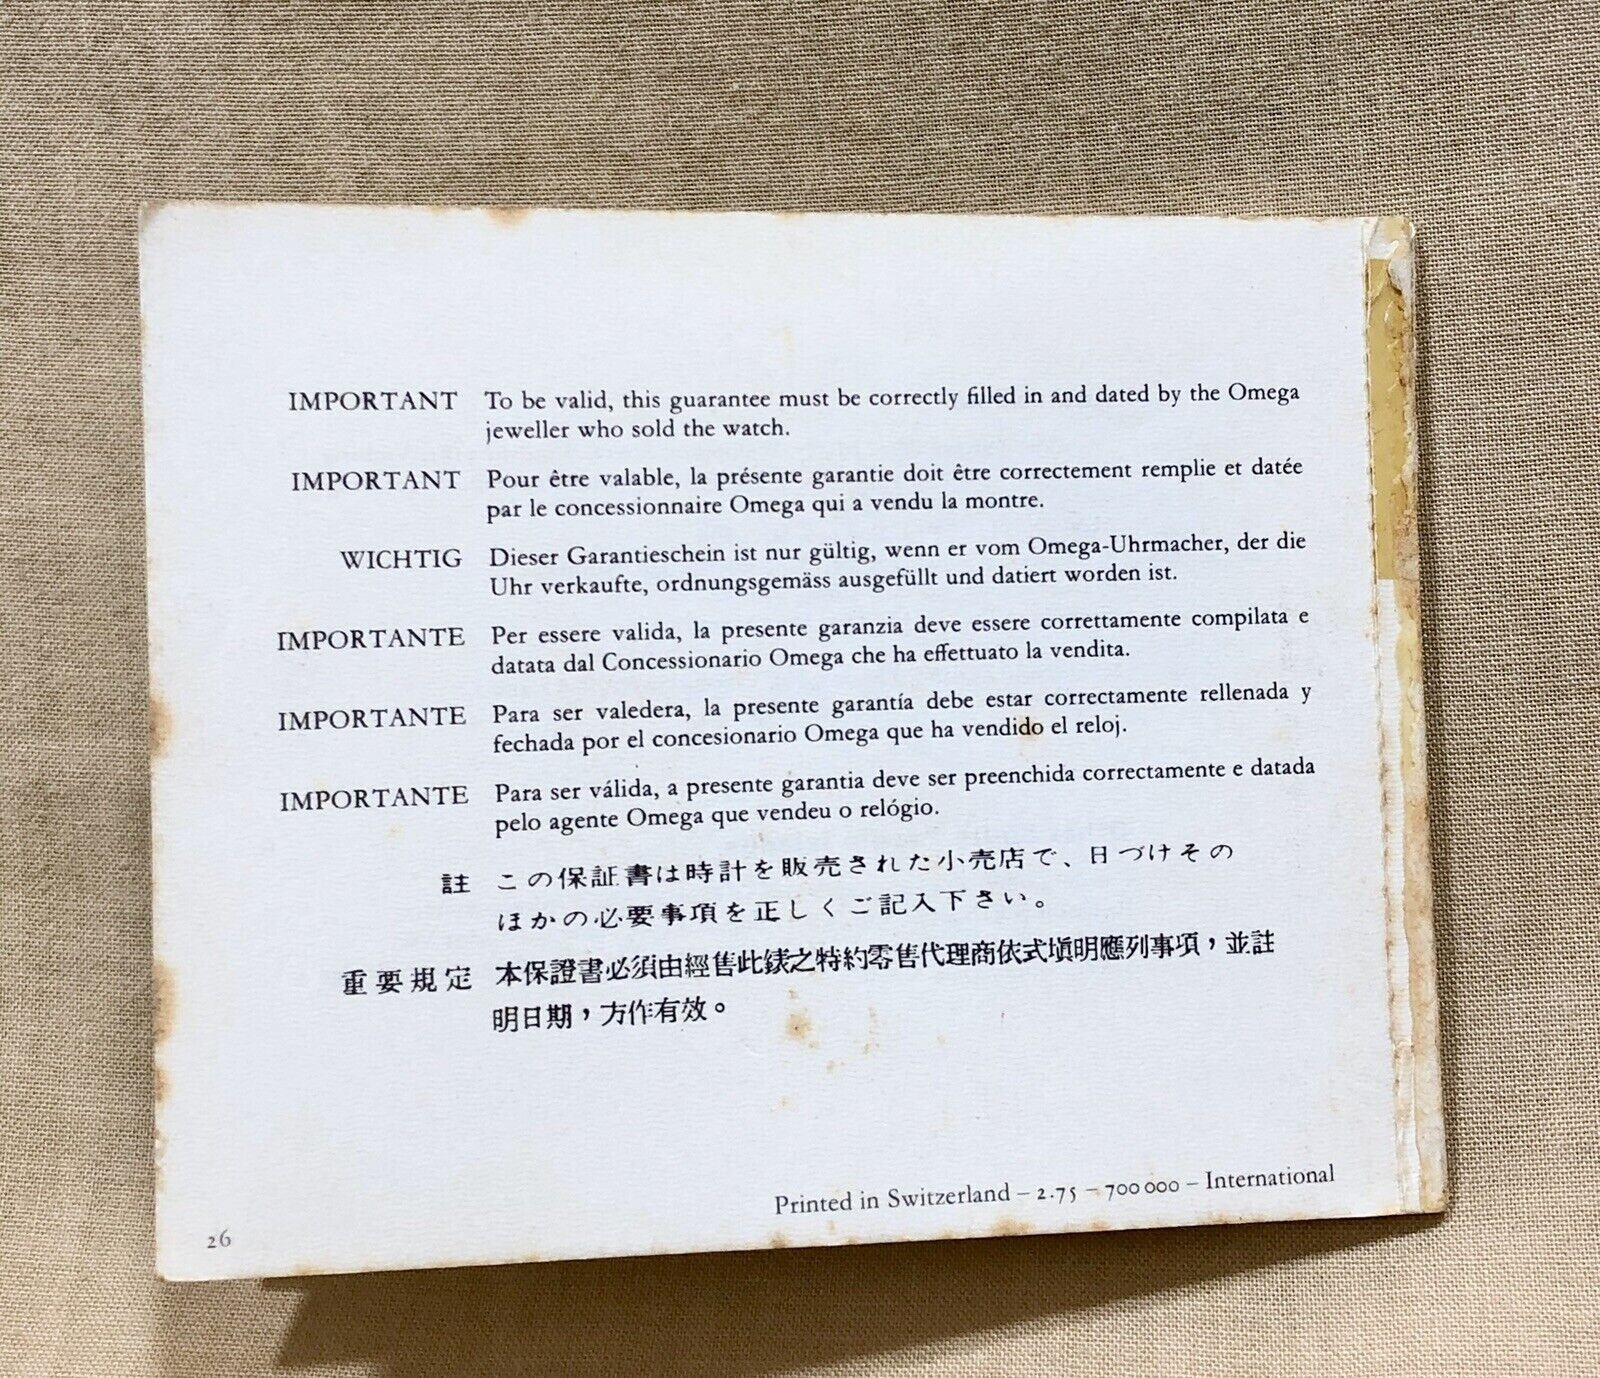 IMPORTANT To be valid, this guarantee must be correctly filled in and dated by the Omega
jeweller who sold the watch.
IMPORTANT Pour être valable, la présente garantie doit être correctement remplie et datée
par le concessionnaire Omega qui a vendu la montre.
WICHTIG Dieser Garantieschein ist nur gültig, wenn er vom Omega-Uhrmacher, der die
Uhr verkaufte, ordnungsgemäss ausgefüllt und datiert worden ist.
IMPORTANTE Per essere valida, la presente garanzia deve essere correttamente compilata e
datata dal Concessionario Omega che ha effettuato la vendita.
IMPORTANTE Para ser valedera, la presente garantía debe estar correctamente rellenada y
fechada por el concesionario Omega que ha vendido el reloj.
IMPORTANTE Para ser válida, a presente garantia deve ser preenchida correctamente e datada
pelo agente Omega que vendeu o relógio.
註 この保証書は時計を販売された小売店で、日づけその
ほかの必要事項を正しくご記入下さい。
重要規定 本保證書必須由經售此錶之特約零售代理商依式塡明應列事項，並註
明日期，方作有效。
Printed in Switzerland – 2.75 – 700 000 – International
26